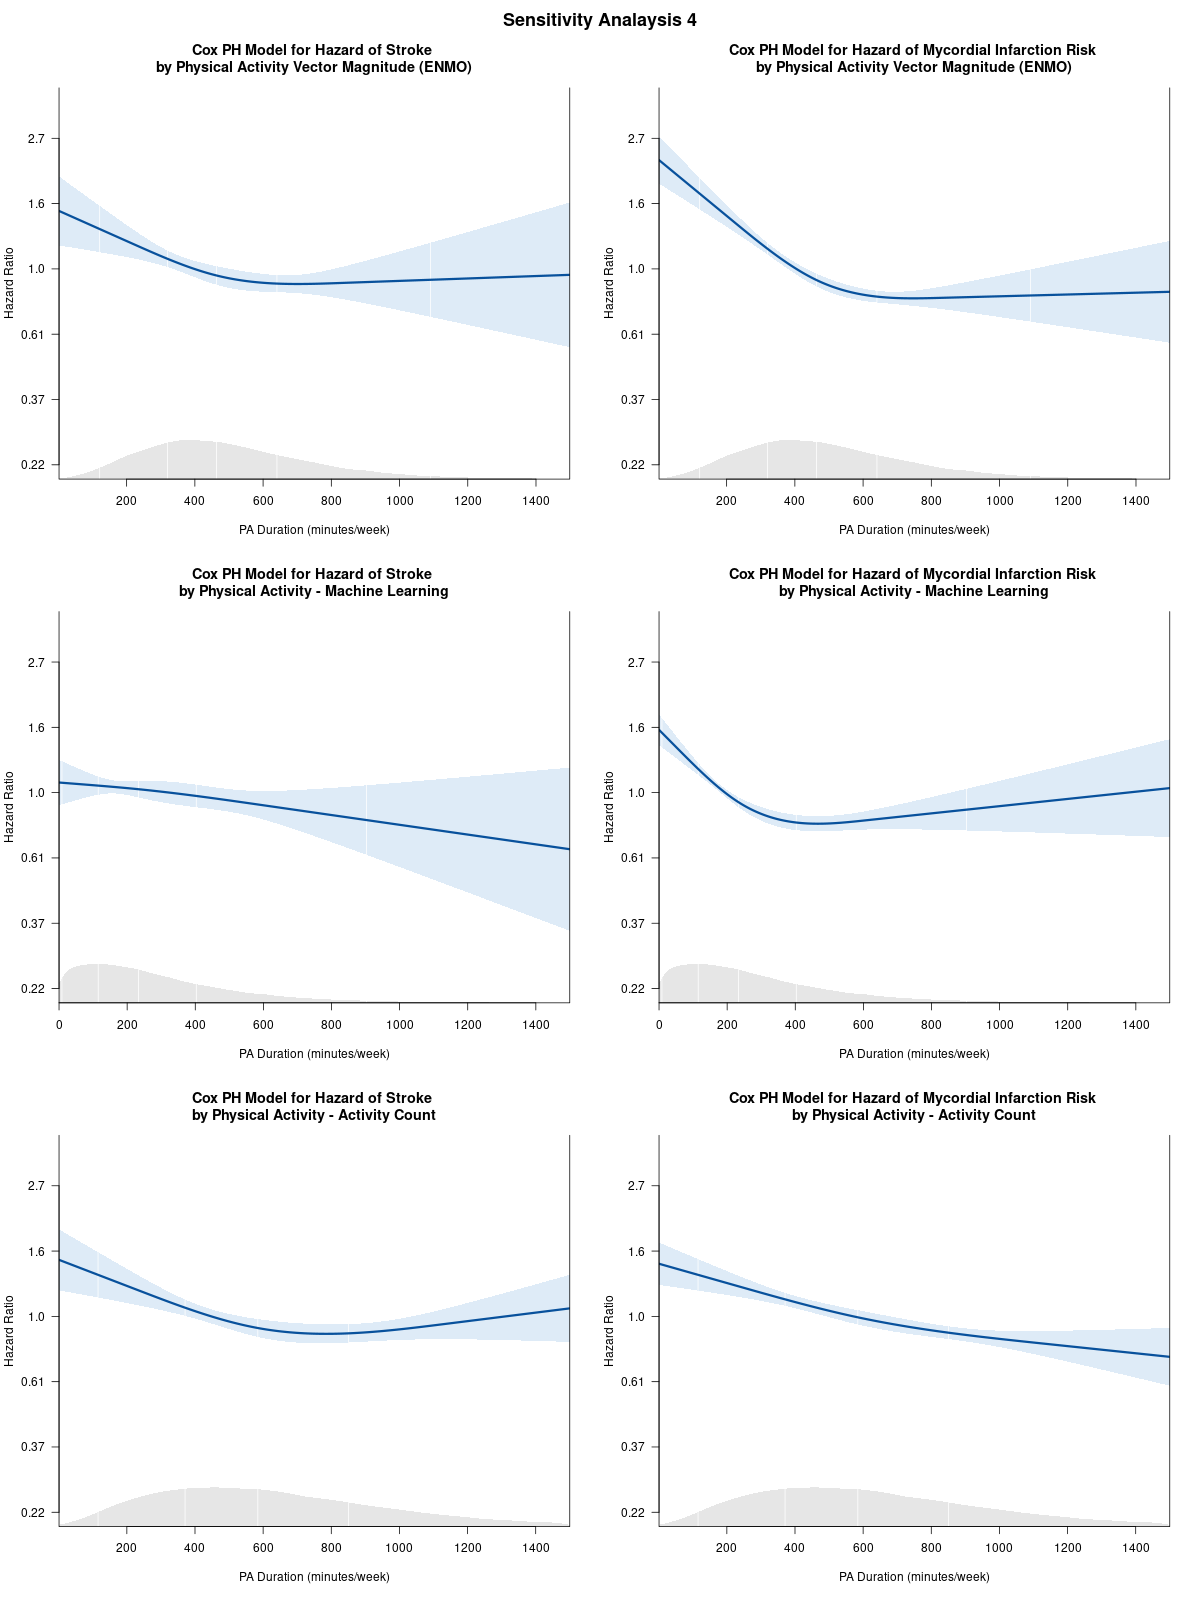 Sensitivity Analaysis 4
Cox PH Model for Hazard of Stroke
by Physical Activity Vector Magnitude (ENMO)
2.7
1.6
1.0
0.61
0.37
0.22
Hazard Ratio
200 400 600 800 1000 1200 1400
PA Duration (minutes/week)
Cox PH Model for Hazard of Mycordial Infarction Risk
by Physical Activity Vector Magnitude (ENMO)
2.7
1.6
1.0
0.61
0.37
0.22
Hazard Ratio
200 400 600 800 1000 1200 1400
PA Duration (minutes/week)
Cox PH Model for Hazard of Stroke
by Physical Activity - Machine Learning
2.7
1.6
1.0
0.61
0.37
0.22
Hazard Ratio
0 200 400 600 800 1000 1200 1400
PA Duration (minutes/week)
Cox PH Model for Hazard of Mycordial Infarction Risk
by Physical Activity - Machine Learning
2.7
1.6
1.0
0.61
0.37
0.22
Hazard Ratio
0 200 400 600 800 1000 1200 1400
PA Duration (minutes/week)
Cox PH Model for Hazard of Stroke
by Physical Activity - Activity Count
2.7
1.6
1.0
0.61
0.37
0.22
Hazard Ratio
200 400 600 800 1000 1200 1400
PA Duration (minutes/week)
Cox PH Model for Hazard of Mycordial Infarction Risk
by Physical Activity - Activity Count
2.7
1.6
1.0
0.61
0.37
0.22
Hazard Ratio
200 400 600 800 1000 1200 1400
PA Duration (minutes/week)